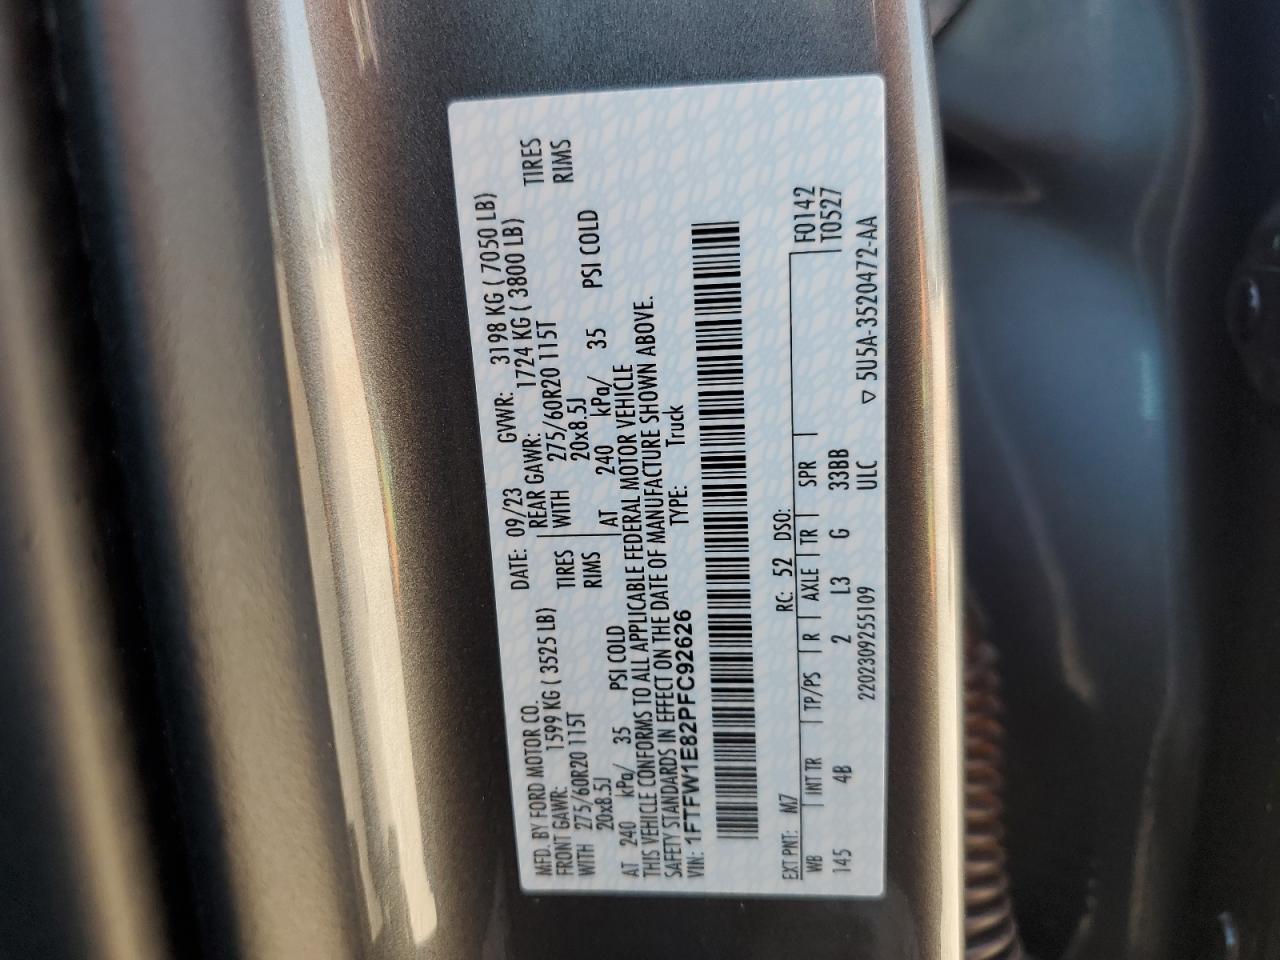 MFD. BY FORD MOTOR CO.
DATE: 09/23 GVWR: 3198 KG ( 7050 LB)
FRONT GAWR: 1599 KG ( 3525 LB)
REAR GAWR: 1724 KG ( 3800 LB)
WITH 275/60R20 115T TIRES
WITH 275/60R20 115T TIRES
20x8.5J RIMS
20x8.5J RIMS
AT 240 kPa/ 35 PSI COLD
AT 240 kPa/ 35 PSI COLD
THIS VEHICLE CONFORMS TO ALL APPLICABLE FEDERAL MOTOR VEHICLE
SAFETY STANDARDS IN EFFECT ON THE DATE OF MANUFACTURE SHOWN ABOVE.
VIN: 1FTFW1E82PFC92626 TYPE: Truck
EXT PNT: M7 RC: 52 DSO:
F0142
WB INT TR TP/PS R AXLE TR SPR
T0527
145 4B 2 L3 G 33BB
2202309255109 ULC ▽ 5U5A-3520472-AA